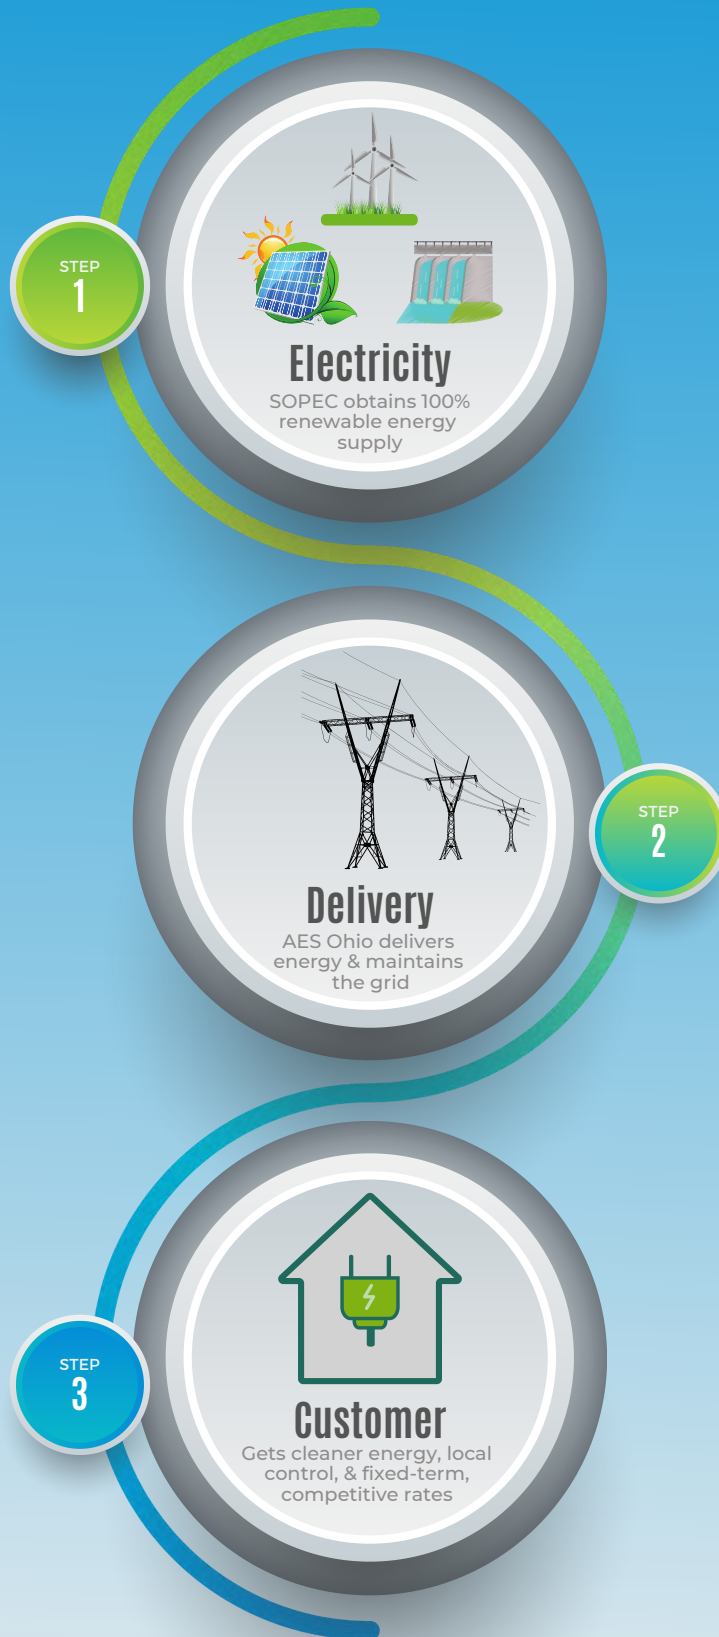 STEP
1
Electricity
SOPEC obtains 100%
renewable energy
supply
STEP
2
Delivery
AES Ohio delivers
energy & maintains
the grid
STEP
3
Customer
Gets cleaner energy, local
control, & fixed-term,
competitive rates